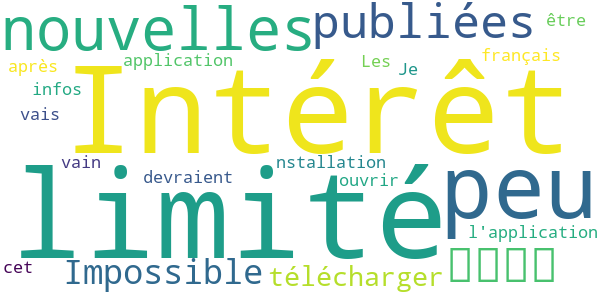 nouvelles publiées être
après application Les Je français
infos
vais Intérêt
vain devraient nstallation ouvrir
limité peu
l'application
cet Impossible télécharger